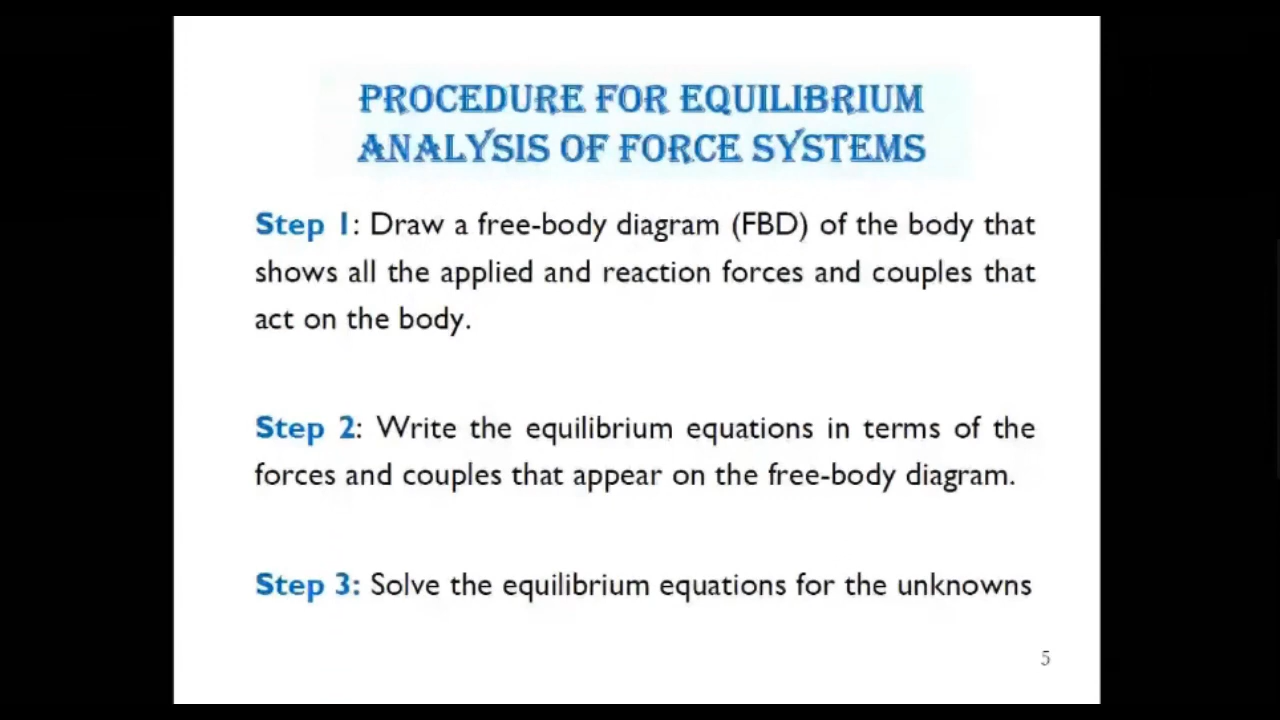 PROCEDURE FOR EQUILIBRIUM
ANALYSIS OF FORCE SYSTEMS
Step 1: Draw a free-body diagram (FBD) of the body that
shows all the applied and reaction forces and couples that
act on the body.
Step 2: Write the equilibrium equations in terms of the
forces and couples that appear on the free-body diagram.
Step 3: Solve the equilibrium equations for the unknowns
5